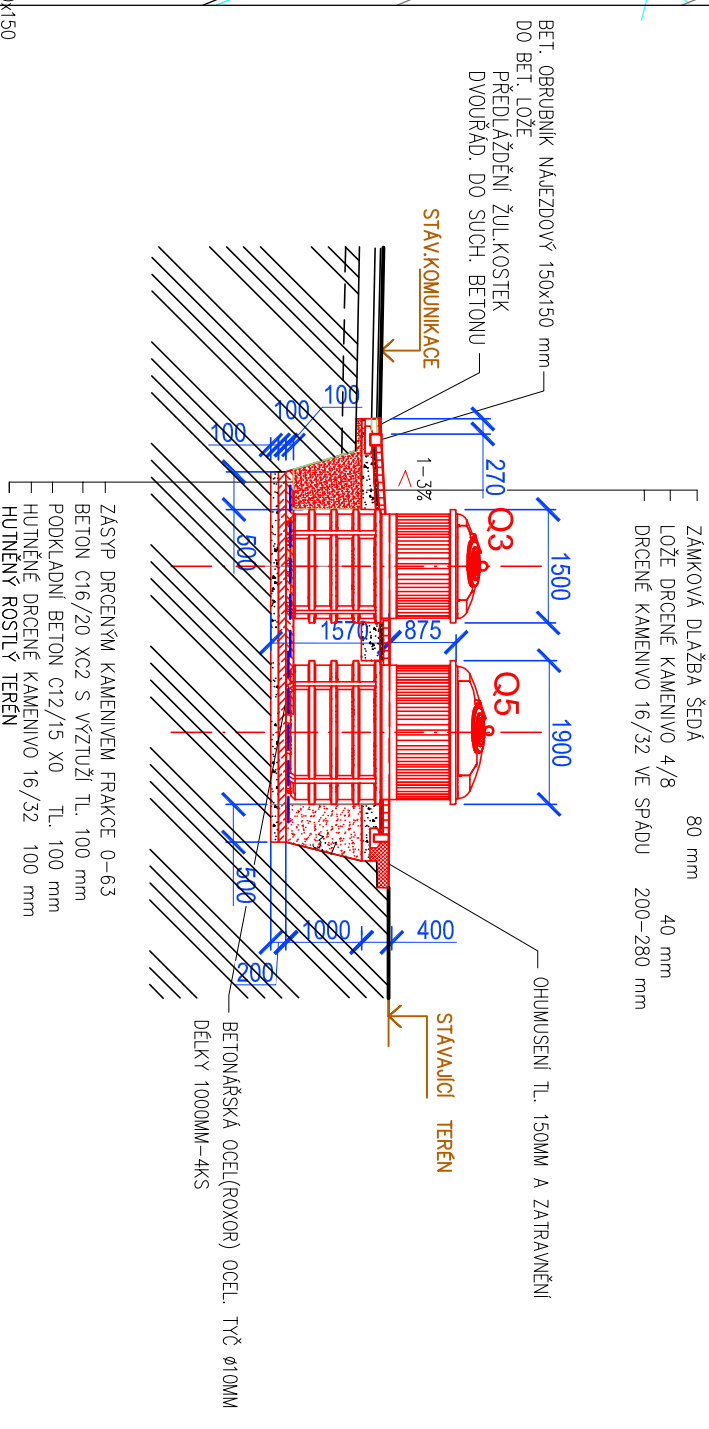 ZÁMKOVÁ DLAŽBA ŠEDÁ 80 mm
LOŽE DRCENÉ KAMENIVO 4/8 40 mm
DRCENÉ KAMENIVO 16/32 VE SPÁDU 200-280 mm
BET. OBRUBNÍK NÁJEZDOVÝ 150x150 mm
DO BET. LOŽE
PŘEDLÁŽDĚNÍ ŽUL.KOSTEK
DVOUŘÁD. DO SUCH. BETONU
STÁV.KOMUNIKACE
1500
1900
270
Q3
Q5
1-3%
1570
875
OHUMUSENÍ TL. 150MM A ZATRAVNĚNÍ
STÁVAJÍCÍ TERÉN
100
100
100
500
500
1000
400
200
BETONÁŘSKÁ OCEL(ROXOR) OCEL. TYČ ø10MM
DÉLKY 1000MM-4KS
ZÁSYP DRCENÝM KAMENIVEM FRAKCE 0-63
BETON C16/20 XC2 S VÝZTUŽÍ TL. 100 mm
PODKLADNÍ BETON C12/15 X0 TL. 100 mm
HUTNĚNÉ DRCENÉ KAMENIVO 16/32 100 mm
HUTNĚNÝ ROSTLÝ TERÉN
x150